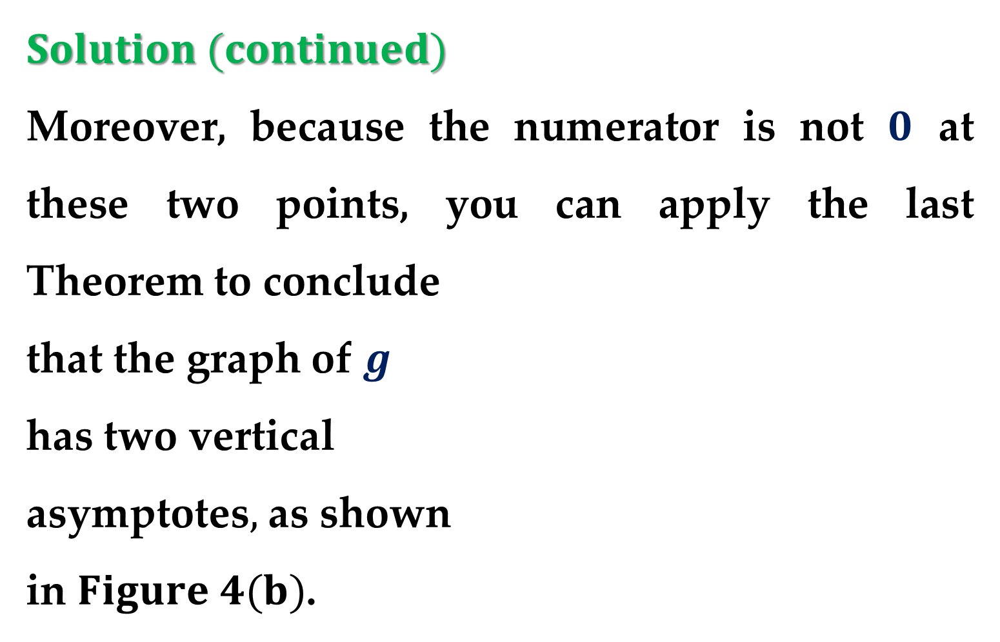 Solution (continued)
Moreover, because the numerator is not 0 at
these two points, you can apply the last
Theorem to conclude
that the graph of g
has two vertical
asymptotes, as shown
in Figure 4(b).